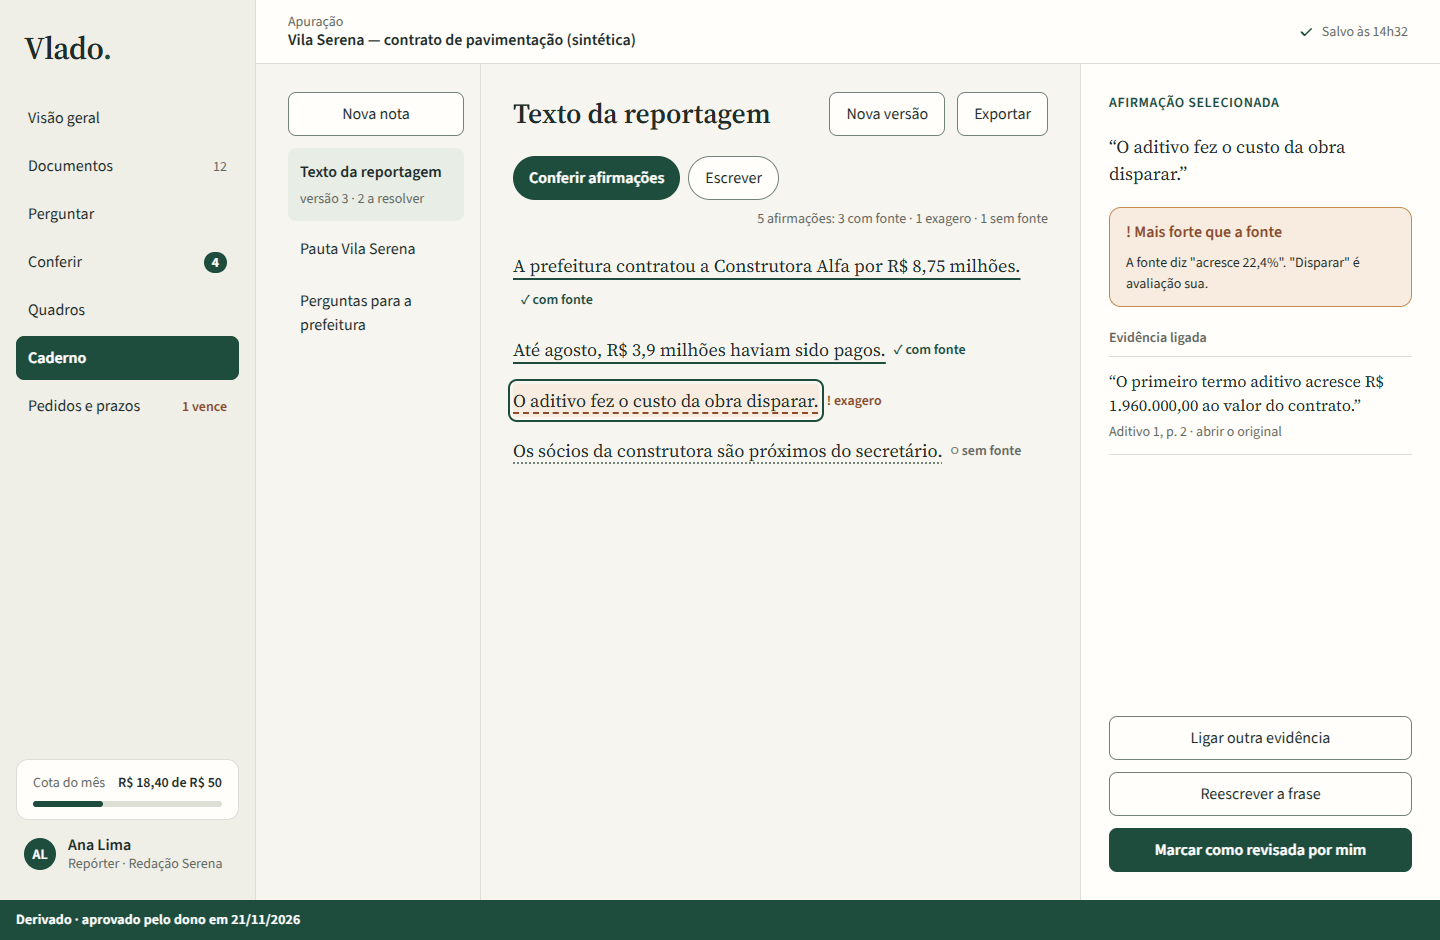 Vlado.
Visão geral
Documentos 12
Perguntar
Conferir 4
Quadros
Caderno
Pedidos e prazos 1 vence
Cota do mês R$ 18,40 de R$ 50
AL
Ana Lima
Repórter · Redação Serena
Apuração
Vila Serena — contrato de pavimentação (sintética)
✓ Salvo às 14h32
Nova nota
Texto da reportagem
versão 3 · 2 a resolver
Pauta Vila Serena
Perguntas para a
prefeitura
Texto da reportagem
Nova versão
Exportar
Conferir afirmações
Escrever
5 afirmações: 3 com fonte · 1 exagero · 1 sem fonte
A prefeitura contratou a Construtora Alfa por R$ 8,75 milhões.
✓ com fonte
Até agosto, R$ 3,9 milhões haviam sido pagos. ✓ com fonte
O aditivo fez o custo da obra disparar. ! exagero
Os sócios da construtora são próximos do secretário. ○ sem fonte
AFIRMAÇÃO SELECIONADA
“O aditivo fez o custo da obra
disparar.”
! Mais forte que a fonte
A fonte diz "acresce 22,4%". "Disparar" é
avaliação sua.
Evidência ligada
“O primeiro termo aditivo acresce R$
1.960.000,00 ao valor do contrato.”
Aditivo 1, p. 2 · abrir o original
Ligar outra evidência
Reescrever a frase
Marcar como revisada por mim
Derivado · aprovado pelo dono em 21/11/2026